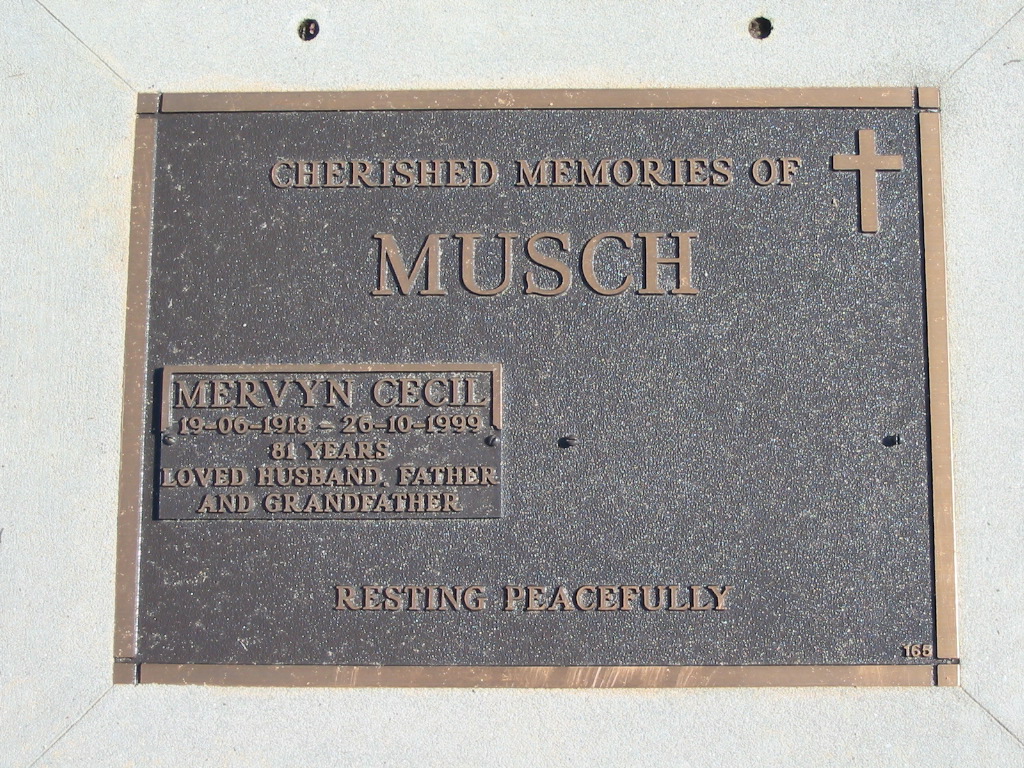 CHERISHED MEMORIES OF
MUSCH
MERVYN CECIL
19-06-1918 - 26-10-1999
81 YEARS
LOVED HUSBAND, FATHER
AND GRANDFATHER
RESTING PEACEFULLY
165